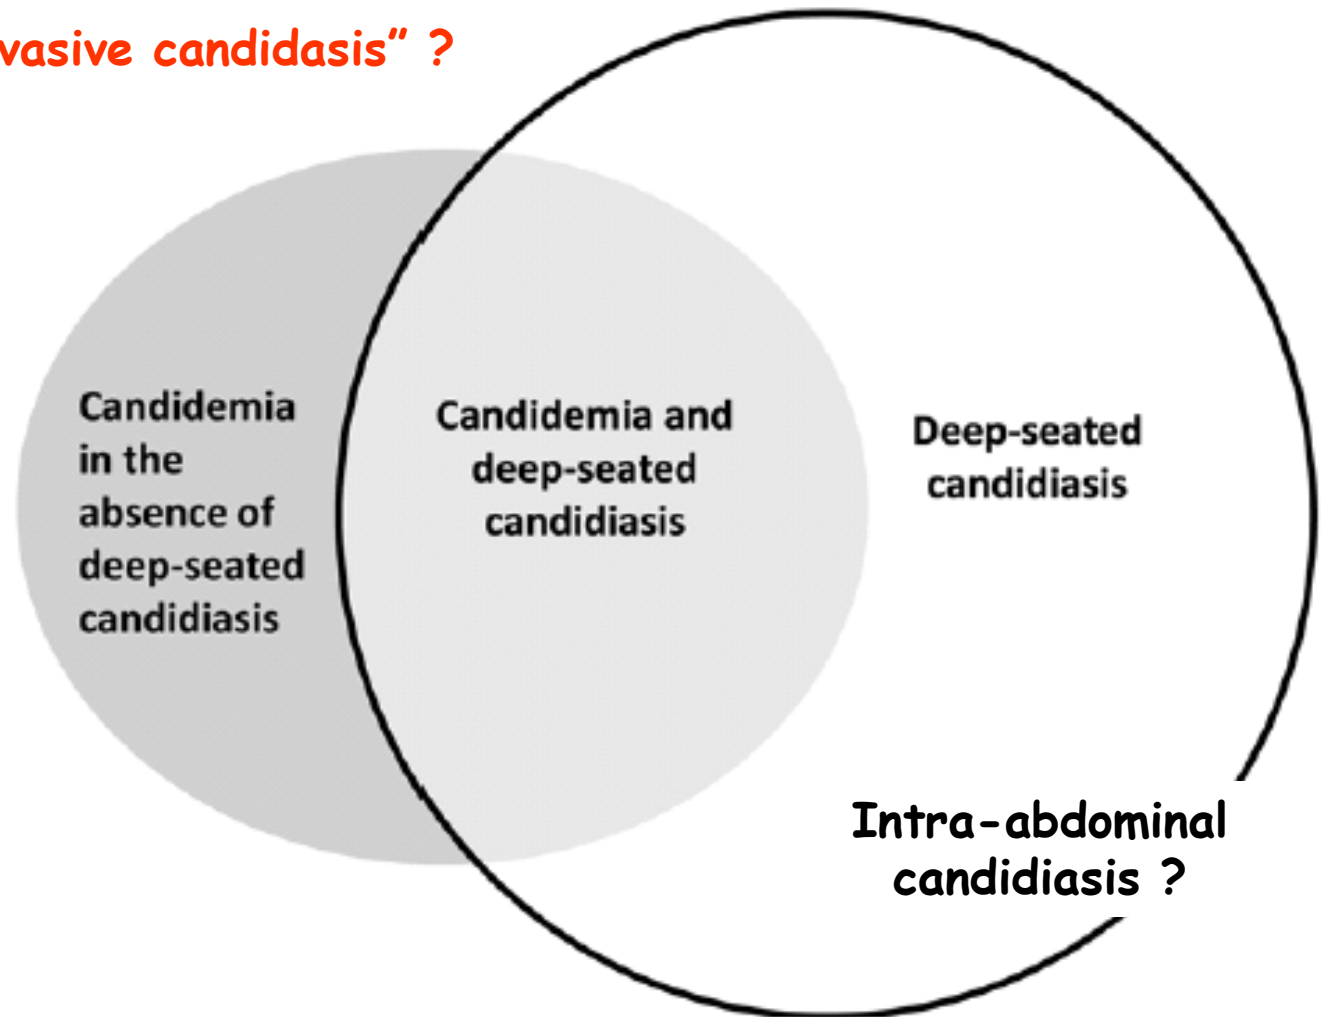 vasive candidasis” ?
Candidemia
in the
absence of
deep-seated
candidiasis
Candidemia and
deep-seated
candidiasis
Deep-seated
candidiasis
Intra-abdominal
candidiasis ?